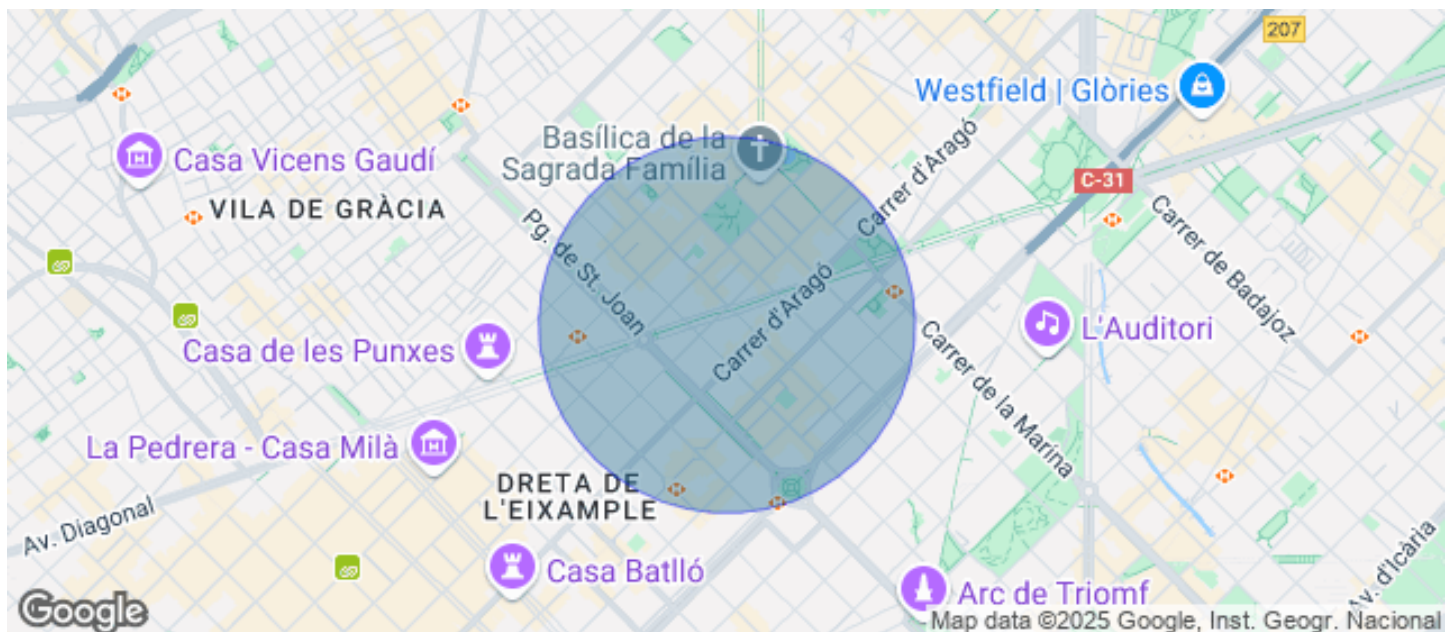 207
Westfield | Glòries
Basílica de la
Sagrada Família
Carrer d'Aragó
Casa Vicens Gaudí
C-31
VILA DE GRÀCIA
Pg. de St. Joan
Carrer de Badajoz
Carrer d'Aragó
L'Auditori
Casa de les Punxes
Carrer de la Marina
La Pedrera - Casa Milà
DRETA DE
L'EIXAMPLE
Av. Diagonal
Casa Batlló
Av. d'Icària
Arc de Triomf
Google
Map data ©2025 Google, Inst. Geogr. Nacional